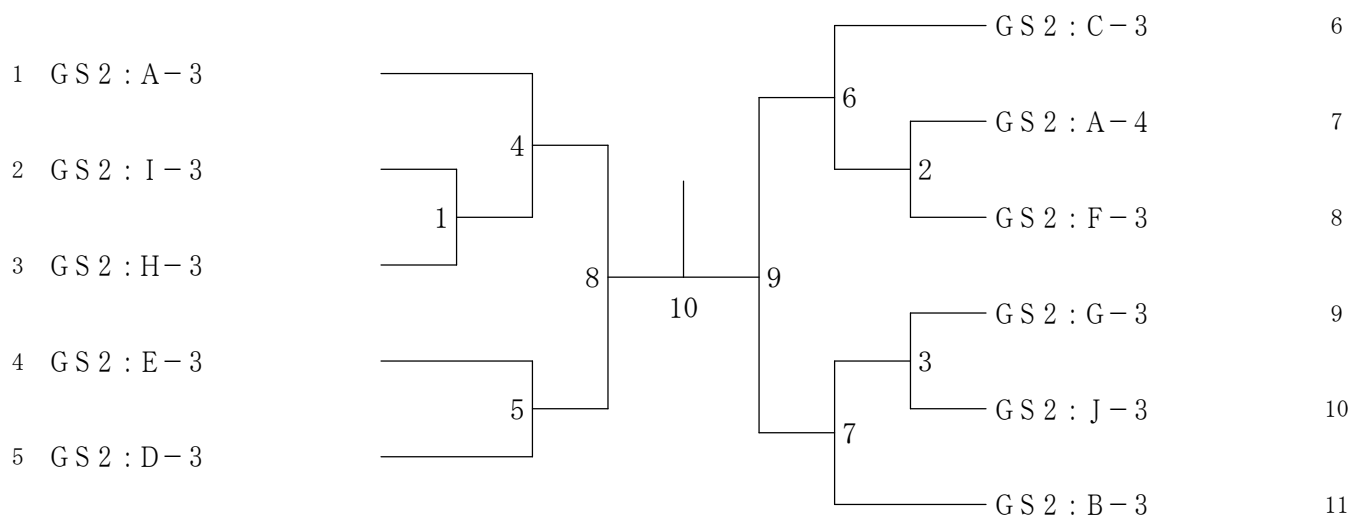 1 GS2:A-3
2 GS2:I-3
3 GS2:H-3
4 GS2:E-3
5 GS2:D-3
4
1
8
5
10
9
6
2
3
7
GS2:C-3 6
GS2:A-4 7
GS2:F-3 8
GS2:G-3 9
GS2:J-3 10
GS2:B-3 11